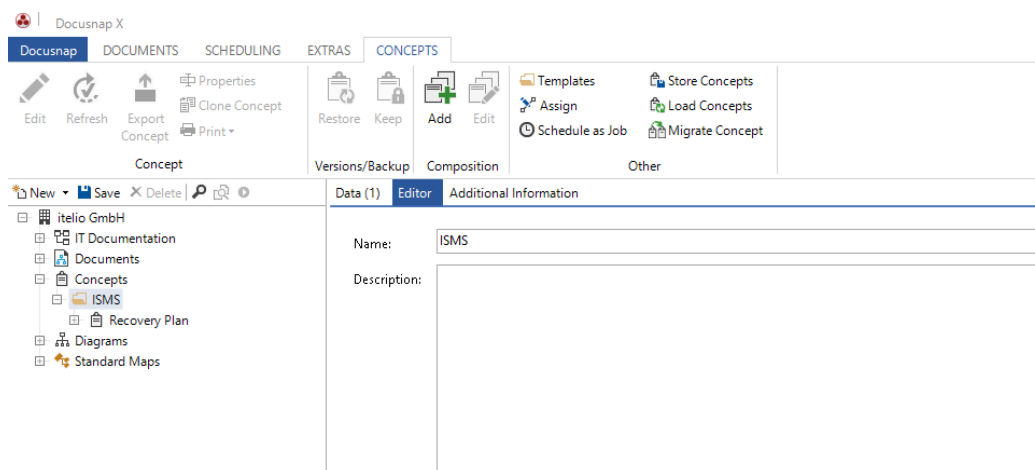 Docusnap X
Docusnap DOCUMENTS SCHEDULING EXTRAS CONCEPTS
Edit Refresh Export Concept Properties Clone Concept Print
Restore Keep Add Edit
Templates Store Concepts
Assign Load Concepts
Schedule as Job Migrate Concept
Concept Versions/Backup Composition Other
New Save Delete
Data (1) Editor Additional Information
itelio GmbH
IT Documentation
Documents
Concepts
ISMS
Recovery Plan
Diagrams
Standard Maps
Name: ISMS
Description: